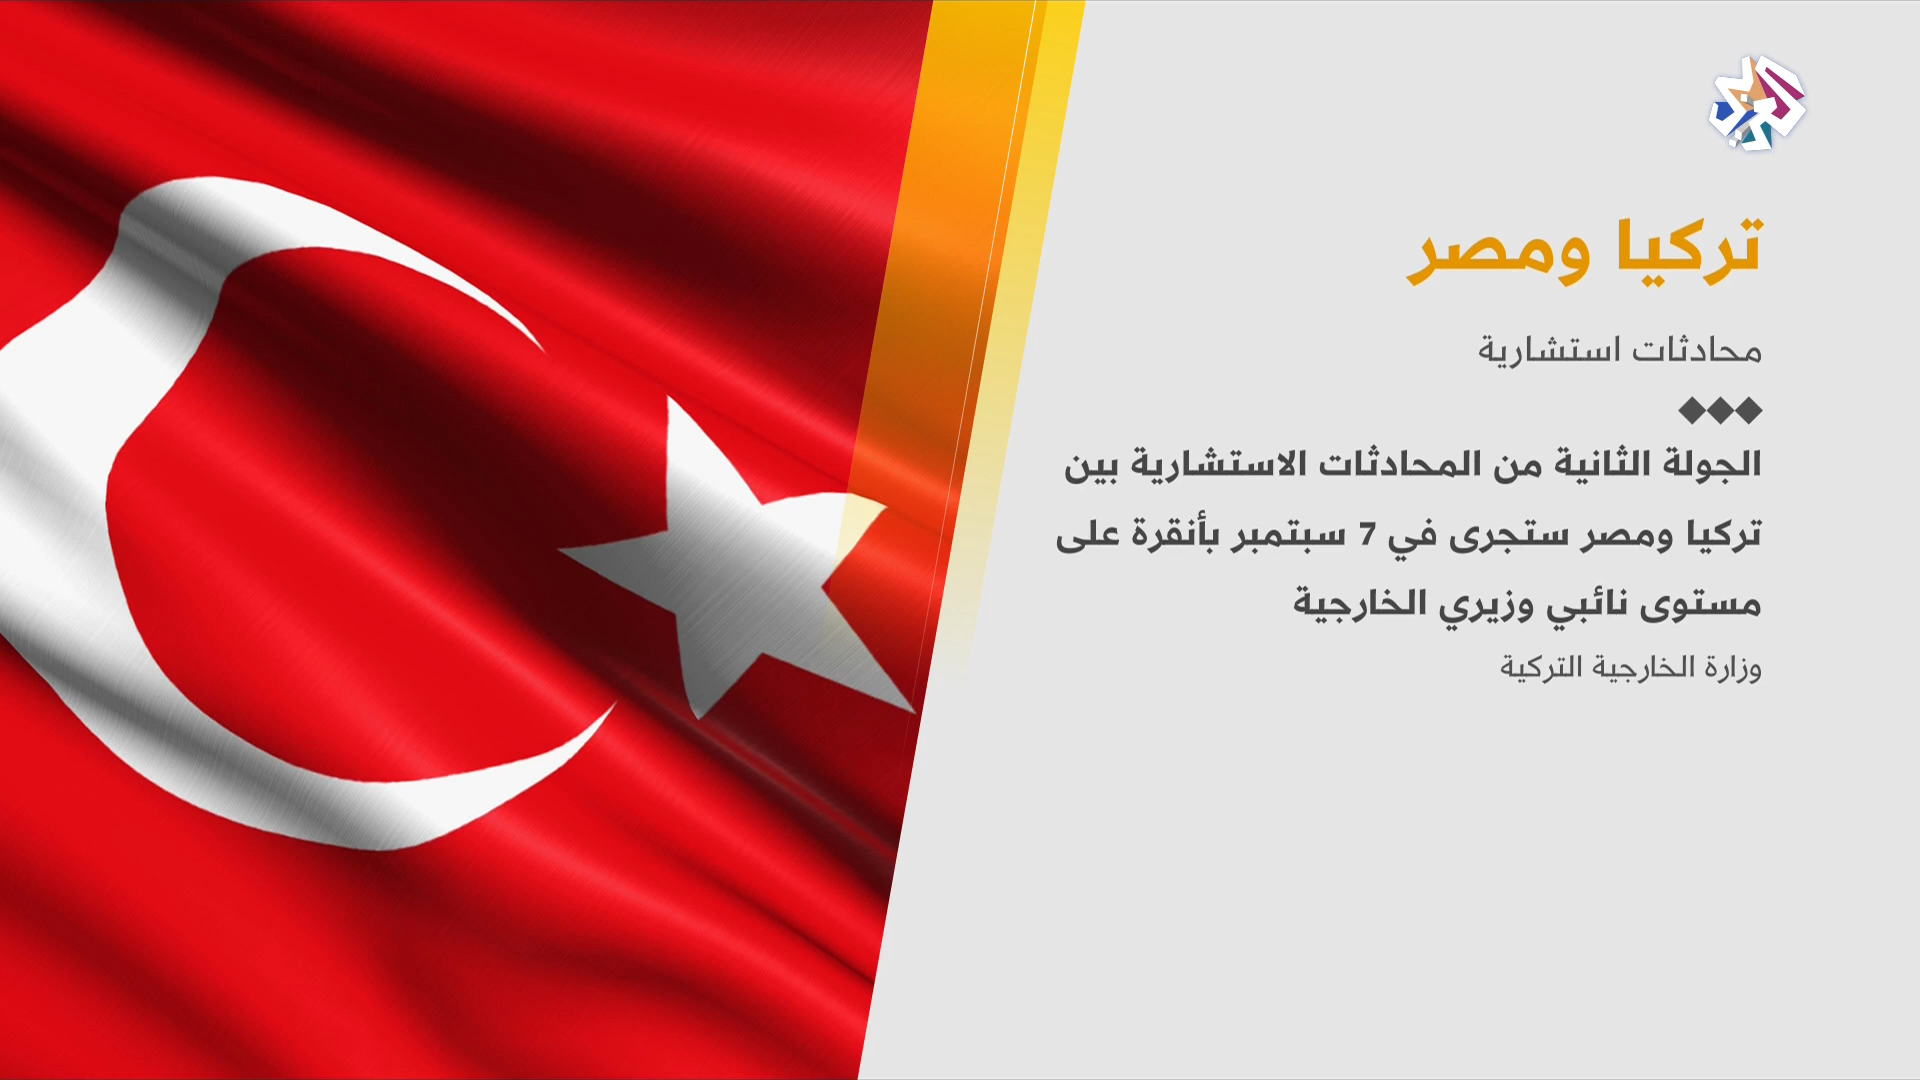 تركيا ومصر
محادثات استشارية
الجولة الثانية من المحادثات الاستشارية بين
تركيا ومصر ستجرى في 7 سبتمبر بأنقرة على
مستوى نائبي وزيري الخارجية
وزارة الخارجية التركية